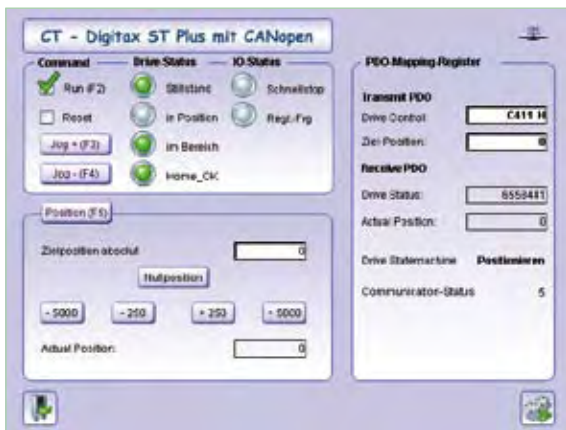 CT - Digitax ST Plus mit CANopen
Command
Drive Status
IO Status
Run (F2)
Stillstand
Schnellstop
Reset
in Position
Regl.-Frg
Jog + (F3)
im Bereich
Jog - (F4)
Home_OK
Position (F5)
Zielposition absolut
0
Nullposition
- 5000
- 250
+ 250
+ 5000
Actual Position:
0
PDO-Mapping-Register
Transmit PDO
Drive Control:
C411 H
Ziel-Position:
0
Receive PDO
Drive Status:
6553481
Actual Position:
0
Drive Statemachine
Positionieren
Communicator-Status
5